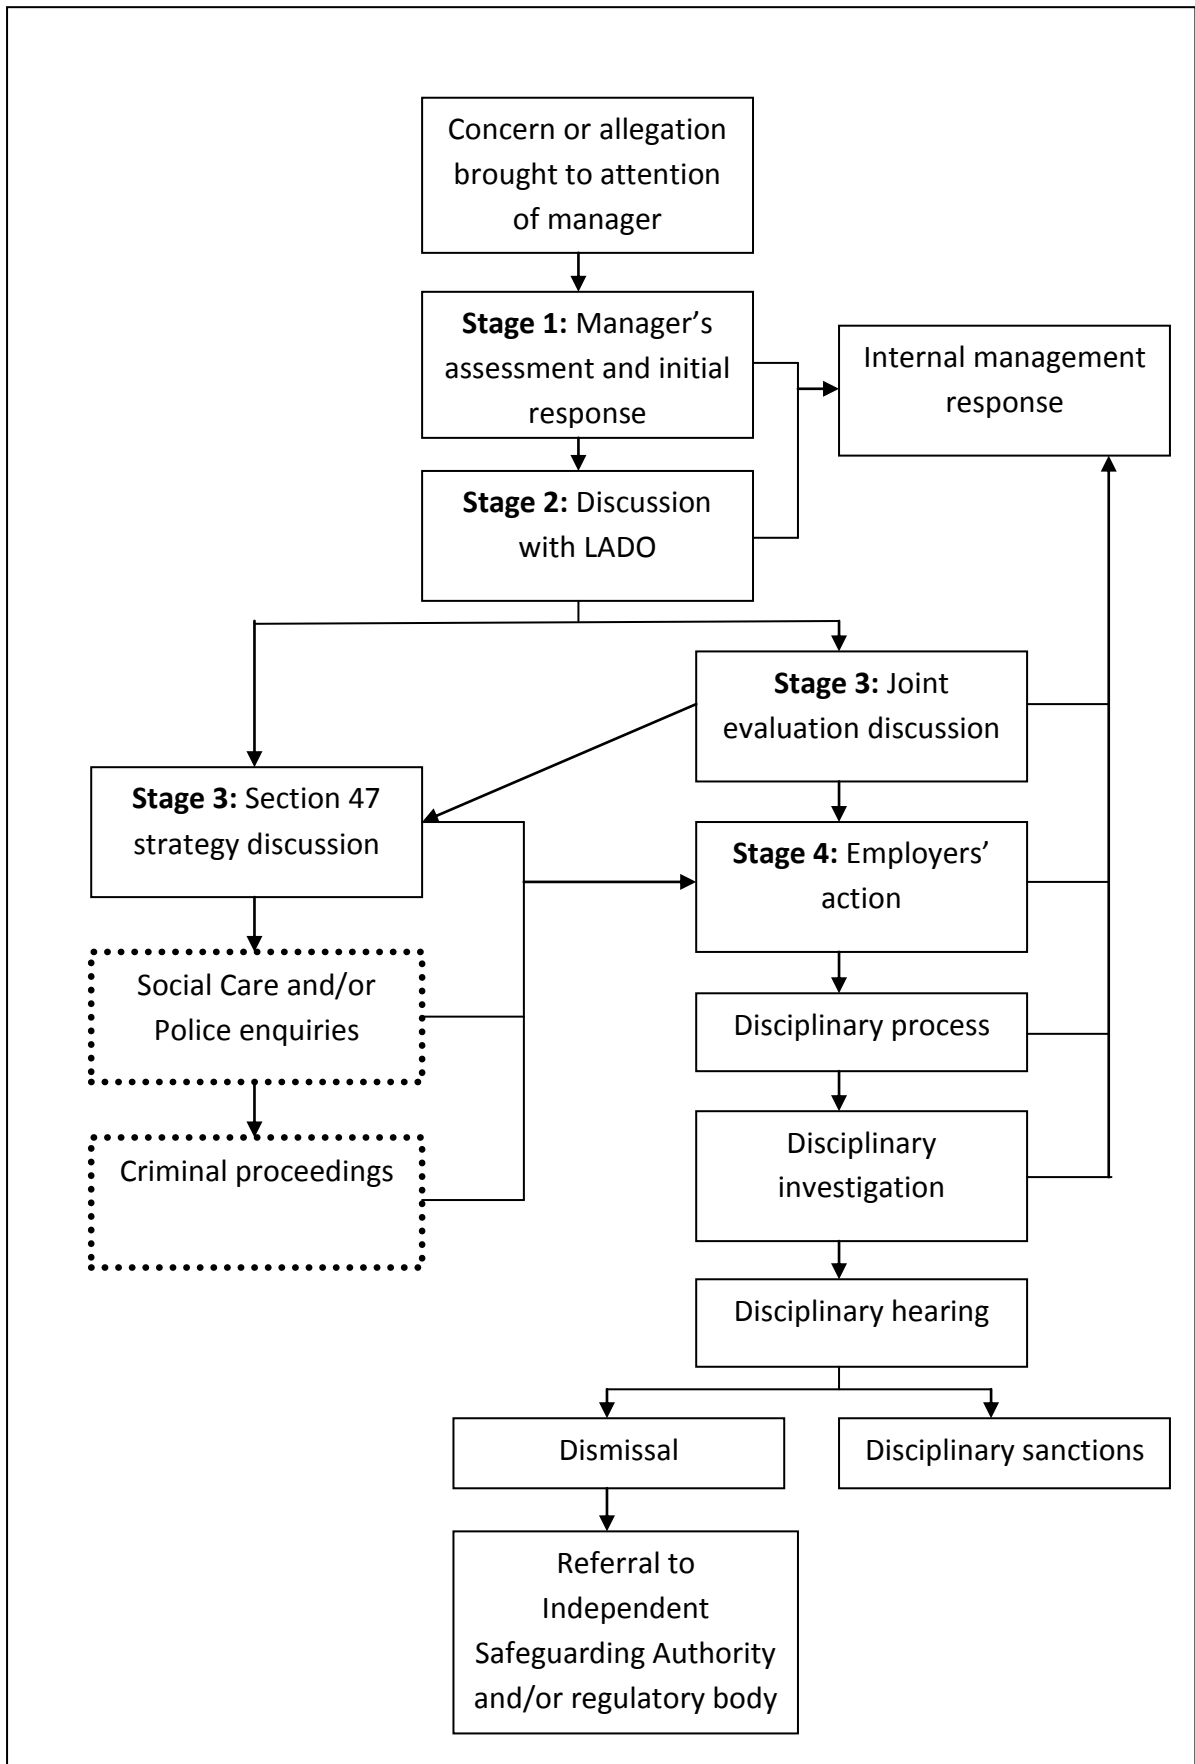 Concern or allegation
brought to attention
of manager
Stage 1: Manager’s
assessment and initial
response
Internal management
response
Stage 2: Discussion
with LADO
Stage 3: Joint
evaluation discussion
Stage 3: Section 47
strategy discussion
Stage 4: Employers’
action
Social Care and/or
Police enquiries
Disciplinary process
Disciplinary
investigation
Criminal proceedings
Disciplinary hearing
Dismissal
Disciplinary sanctions
Referral to
Independent
Safeguarding Authority
and/or regulatory body